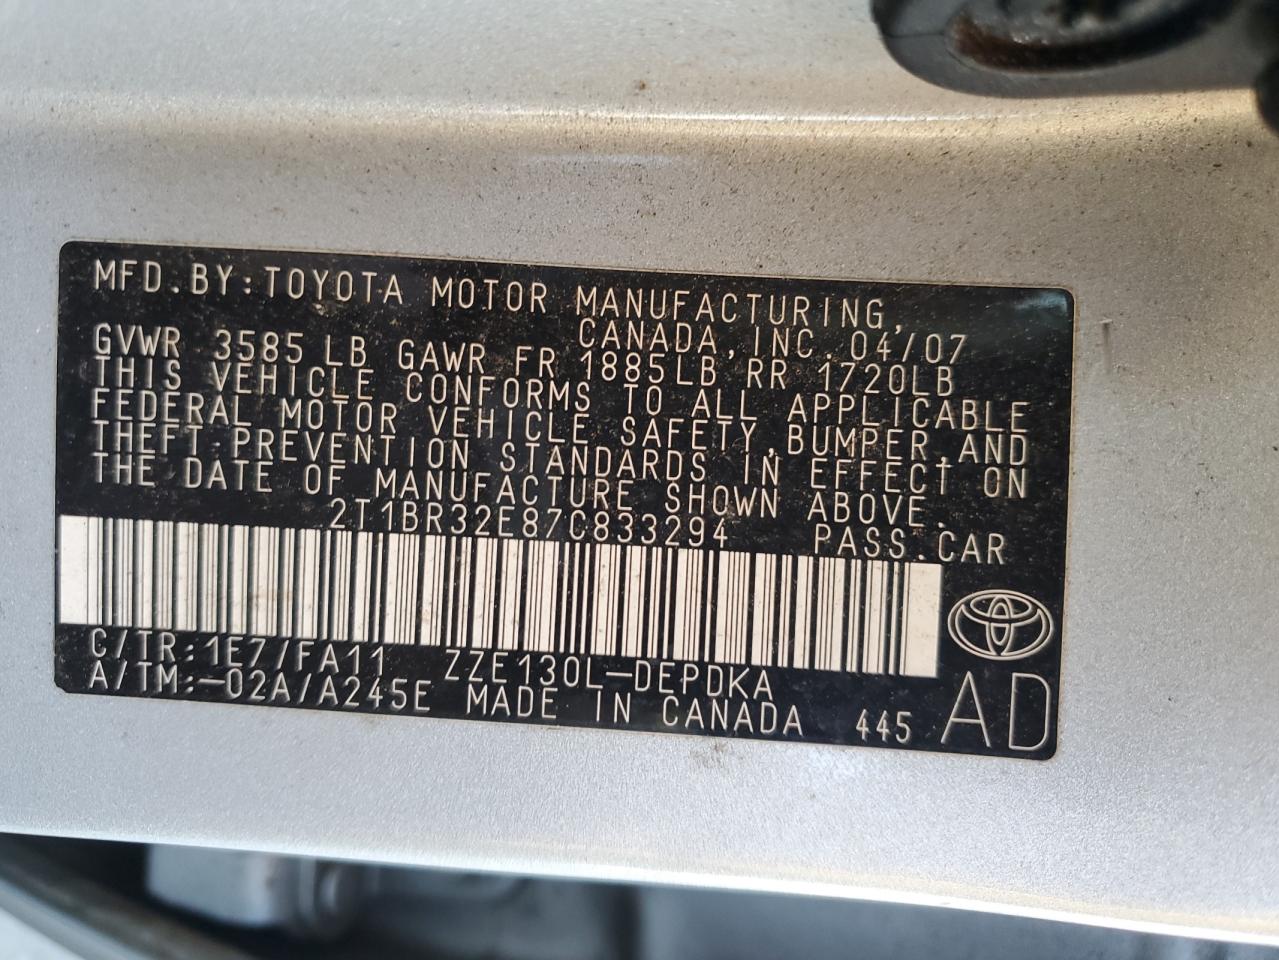 MFD.BY:TOYOTA MOTOR MANUFACTURING,
CANADA,INC. 04/07
GVWR 3585LB GAWR FR 1885LB RR 1720LB
THIS VEHICLE CONFORMS TO ALL APPLICABLE
FEDERAL MOTOR VEHICLE SAFETY,BUMPER,AND
THEFT PREVENTION STANDARDS IN EFFECT ON
THE DATE OF MANUFACTURE SHOWN ABOVE.
2T1BR32E87C833294 PASS.CAR
C/TR:1E7/FA11 ZZE130L-DEPDKA
A/TM:-02A/A245E MADE IN CANADA 445 AD